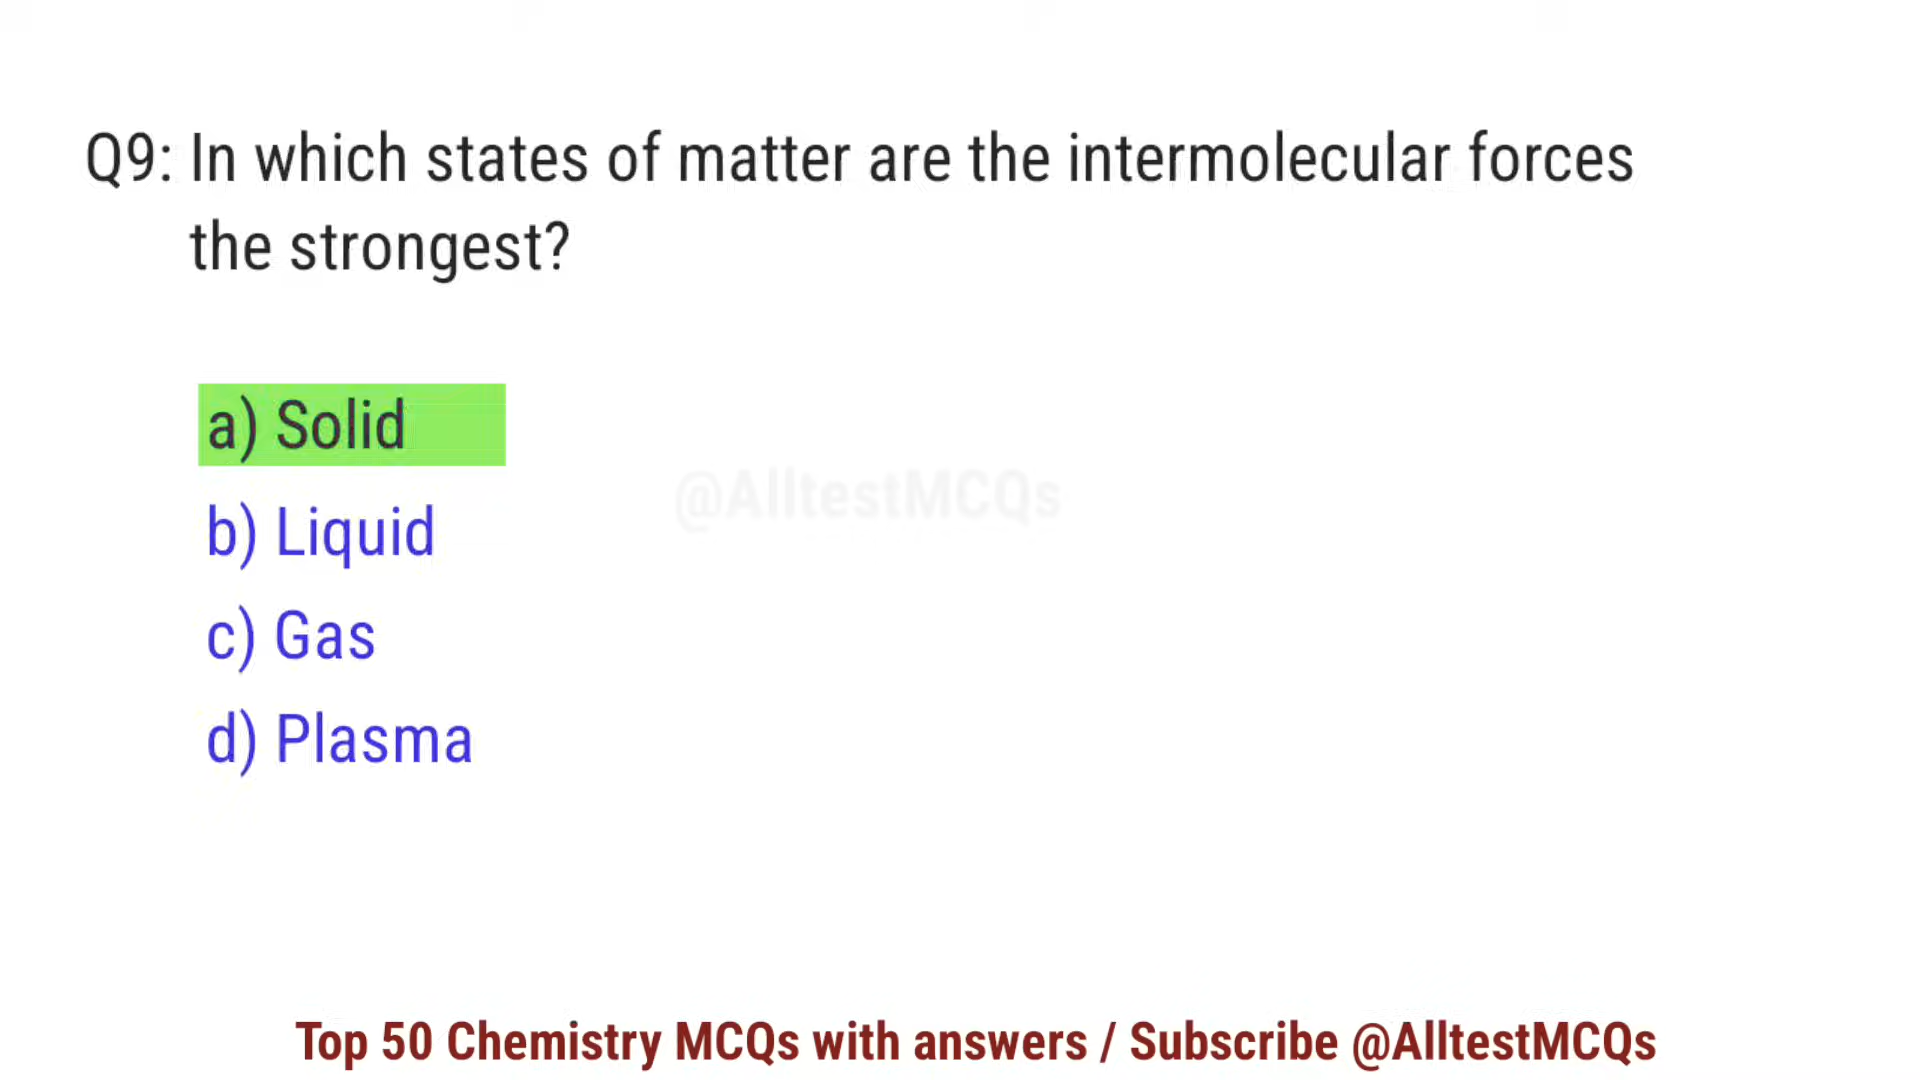 Q9: In which states of matter are the intermolecular forces
the strongest?
a) Solid
@AlltestMCQs
b) Liquid
c) Gas
d) Plasma
Top 50 Chemistry MCQs with answers / Subscribe @AlltestMCQs